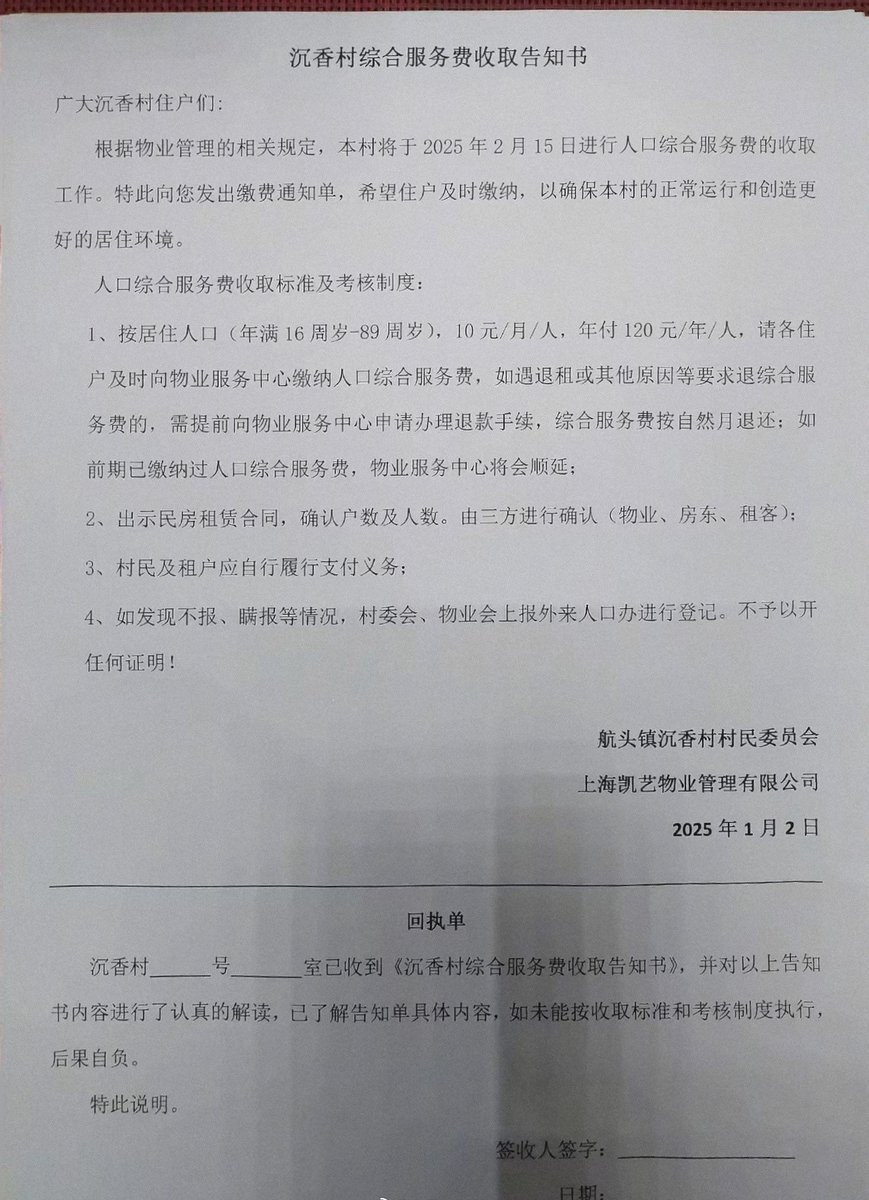 沉香村综合服务费收取告知书
广大沉香村住户们：
根据物业管理的相关规定，本村将于 2025 年 2 月 15 日进行人口综合服务费的收取
工作。特此向您发出缴费通知单，希望住户及时缴纳，以确保本村的正常运行和创造更
好的居住环境。
人口综合服务费收取标准及考核制度：
1、按居住人口（年满 16 周岁-89 周岁），10 元/月/人，年付 120 元/年/人，请各住
户及时向物业服务中心缴纳人口综合服务费，如遇退租或其他原因等要求退综合服
务费的，需提前向物业服务中心申请办理退款手续，综合服务费按自然月退还；如
前期已缴纳过人口综合服务费，物业服务中心将会顺延；
2、出示民房租赁合同，确认户数及人数。由三方进行确认（物业、房东、租客）；
3、村民及租户应自行履行支付义务；
4、如发现不报、瞒报等情况，村委会、物业会上报外来人口办进行登记。不予以开
任何证明！
航头镇沉香村村民委员会
上海凯艺物业管理有限公司
2025 年 1 月 2 日
回执单
沉香村______号_______室已收到《沉香村综合服务费收取告知书》，并对以上告知
书内容进行了认真的解读，已了解告知单具体内容，如未能按收取标准和考核制度执行，
后果自负。
特此说明。
签收人签字：__________________
日期：